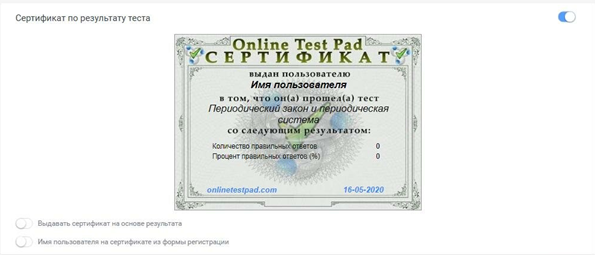 Сертификат по результату теста
Online Test Pad
СЕРТИФИКАТ
выдан пользователю
Имя пользователя
в том, что он(а) прошел(а) тест
Периодический закон и периодическая
система
со следующим результатом:
Количество правильных ответов 0
Процент правильных ответов (%) 0
onlinetestpad.com 16-05-2020
Выдавать сертификат на основе результата
Имя пользователя на сертификате из формы регистрации